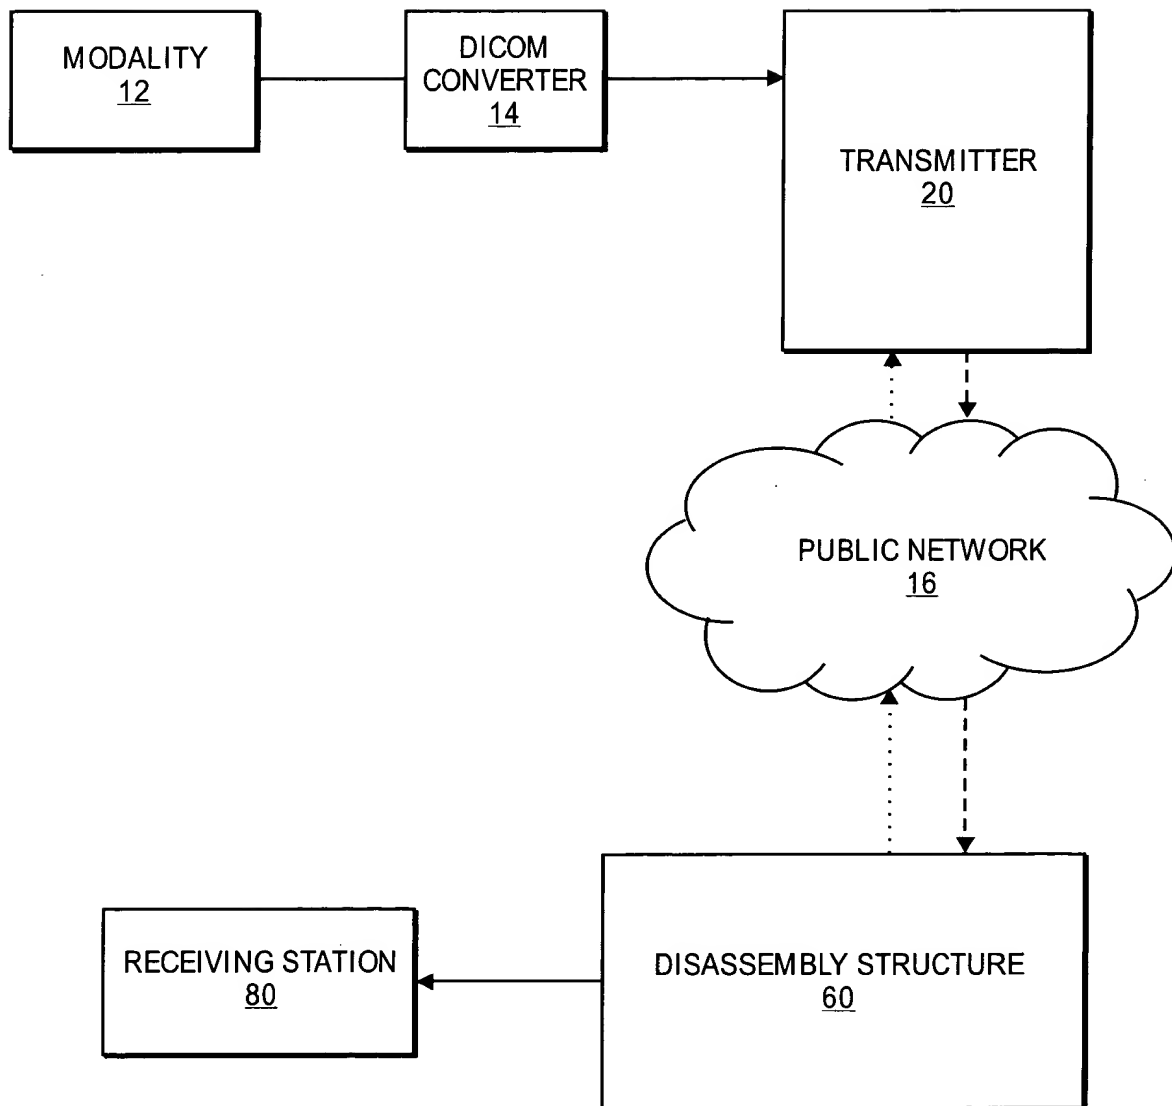 MODALITY
12
DICOM
CONVERTER
14
TRANSMITTER
20
PUBLIC NETWORK
16
RECEIVING STATION
80
DISASSEMBLY STRUCTURE
60